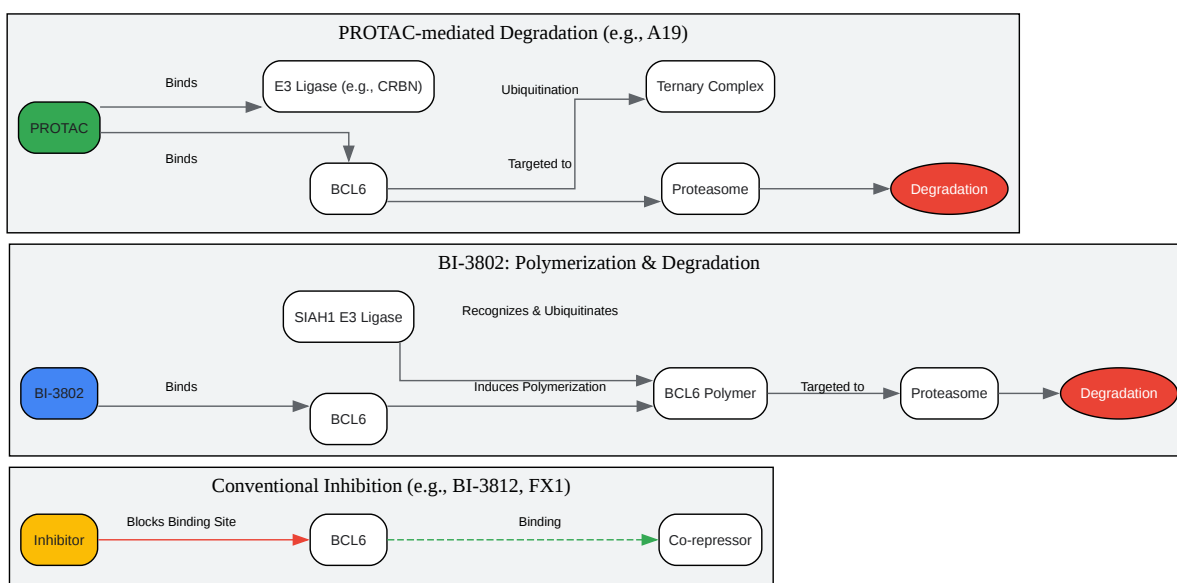 PROTAC-mediated Degradation (e.g., A19)
Binds
E3 Ligase (e.g., CRBN)
Ubiquitination
Ternary Complex
PROTAC
Binds
BCL6
Targeted to
Proteasome
Degradation
BI-3802: Polymerization & Degradation
SIAH1 E3 Ligase
Recognizes & Ubiquitinates
BI-3802
Binds
BCL6
Induces Polymerization
BCL6 Polymer
Targeted to
Proteasome
Degradation
Conventional Inhibition (e.g., BI-3812, FX1)
Inhibitor
Blocks Binding Site
BCL6
Binding
Co-repressor